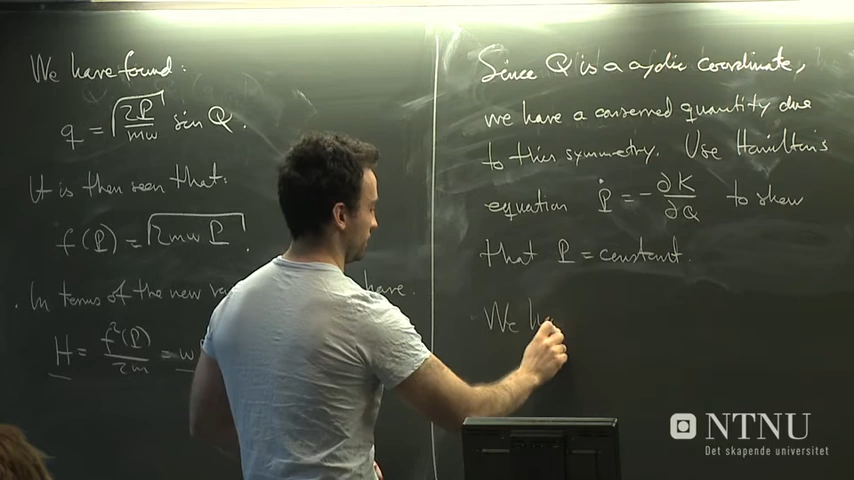 We have found:
q = √(2P/mω) sin Q.
It is then seen that:
f(P) = √(2mωP).
In terms of the new have.
H = f²(P)/2m = ω
Since Q is a cyclic coordinate,
we have a conserved quantity due
to this symmetry. Use Hamilton's
equation Ṗ = -∂K/∂Q to show
that P = constant.
We
NTNU
Det skapende universitet